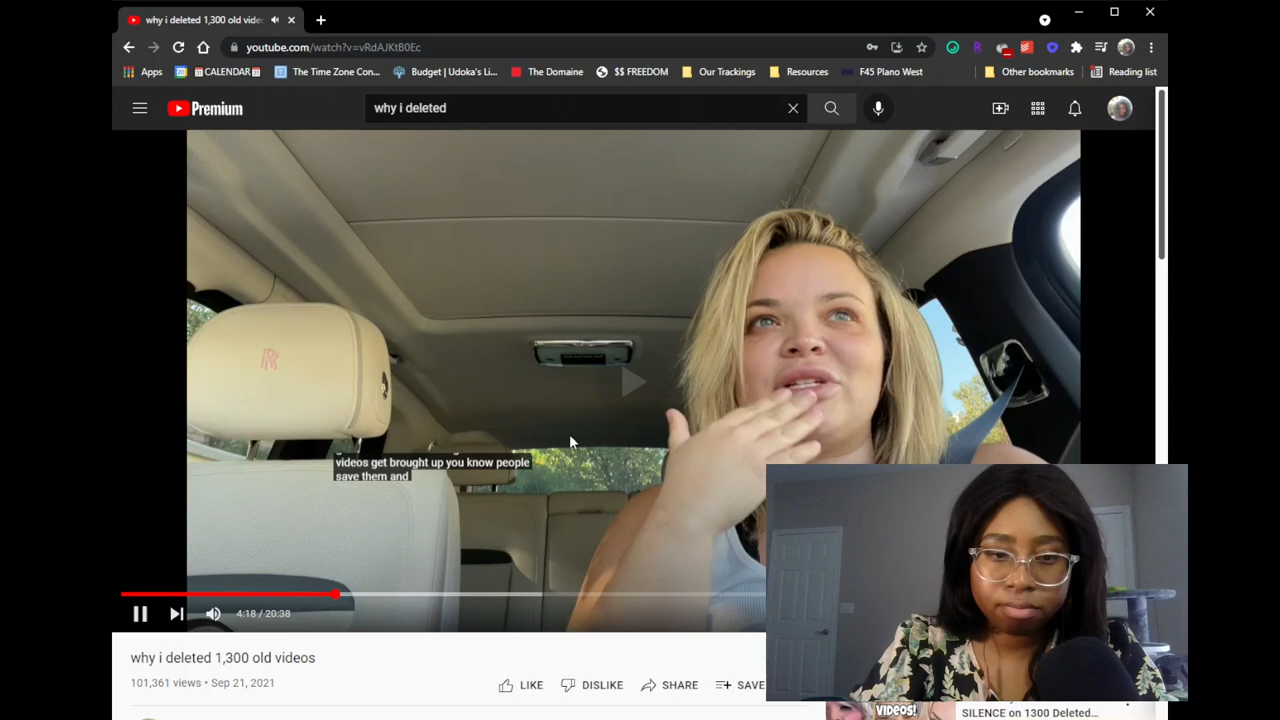 why i deleted 1,300 old vide
youtube.com/watch?v=vRdAJKtB0Ec
Apps CALENDAR The Time Zone Con... Budget | Udoka's Li... The Domaine $$ FREEDOM Our Trackings Resources F45 Plano West Other bookmarks Reading list
Premium why i deleted
RR
videos get brought up you know people
save them and
4:18 / 20:38
why i deleted 1,300 old videos
101,361 views • Sep 21, 2021 LIKE DISLIKE SHARE SAVE
VIDEOS!
SILENCE on 1300 Deleted...